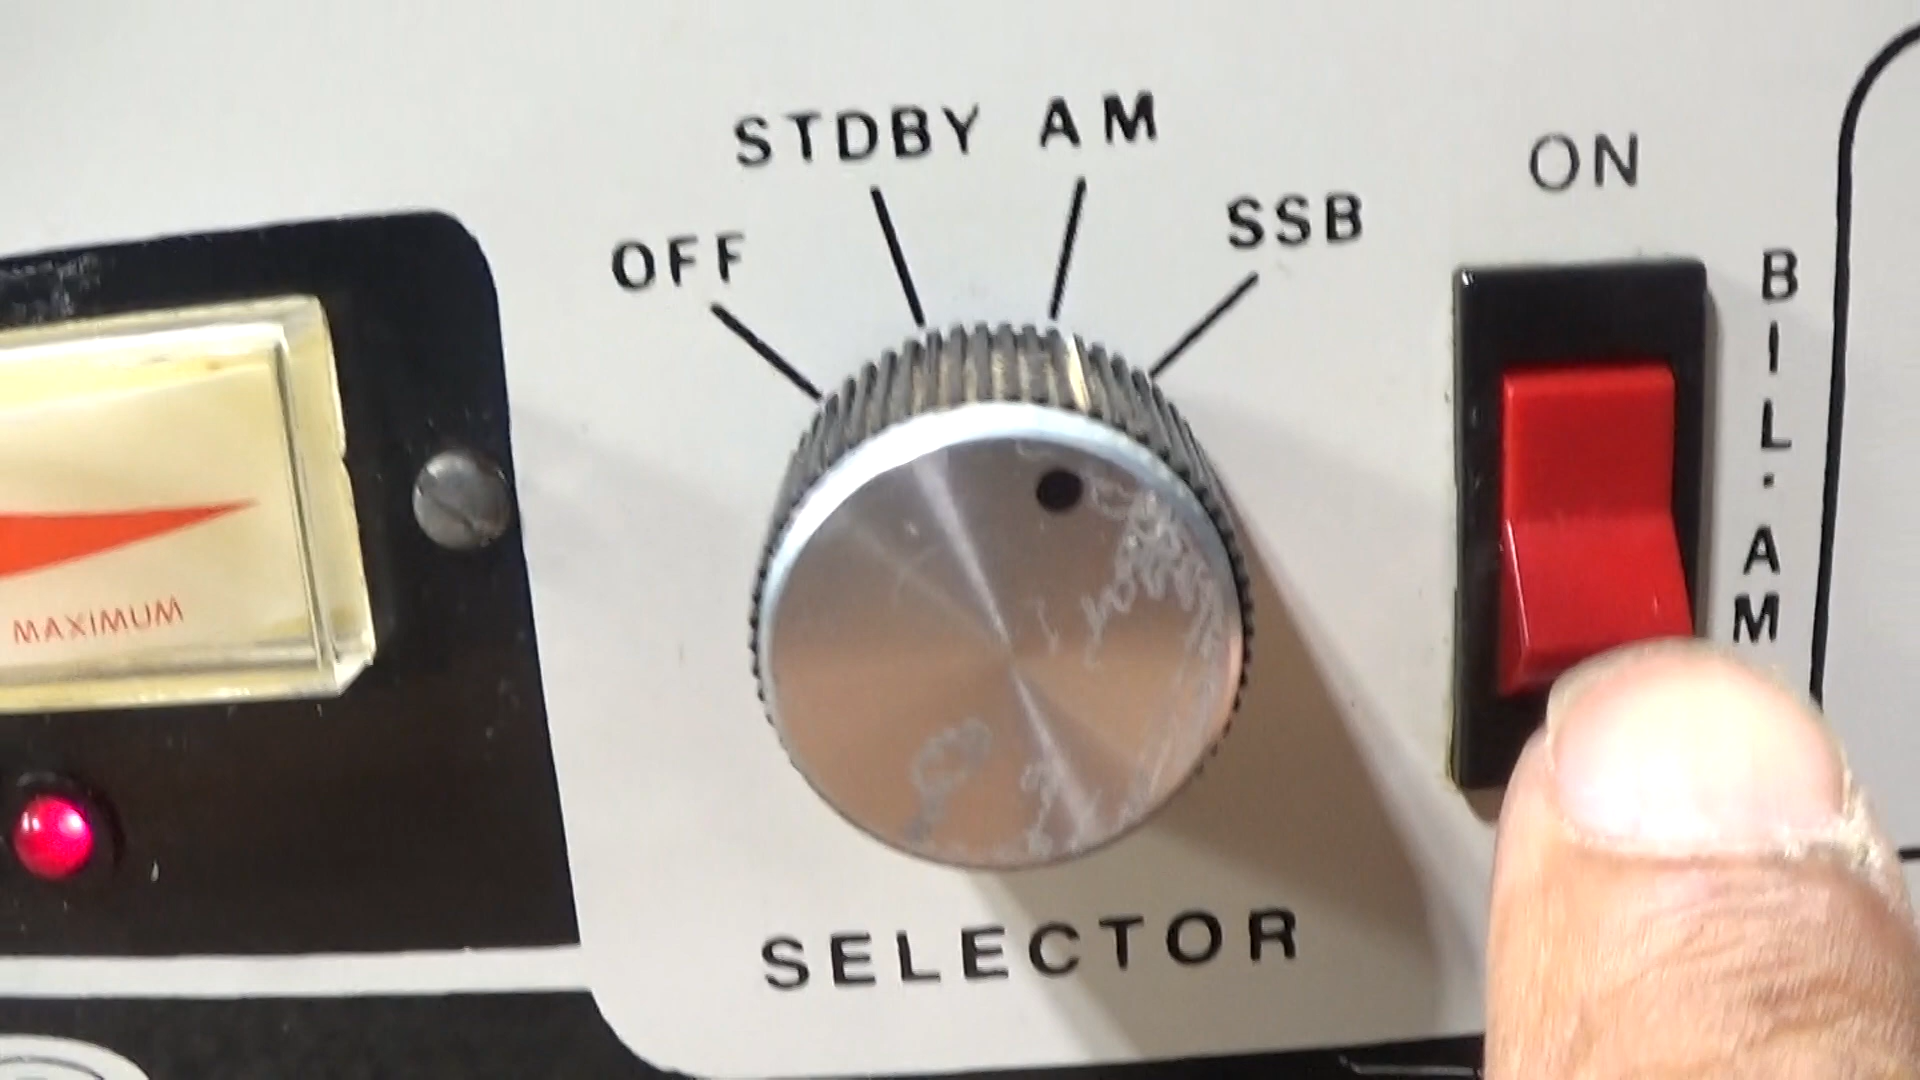 STDBY AM
OFF
SSB
ON
BIL. AM
MAXIMUM
SELECTOR